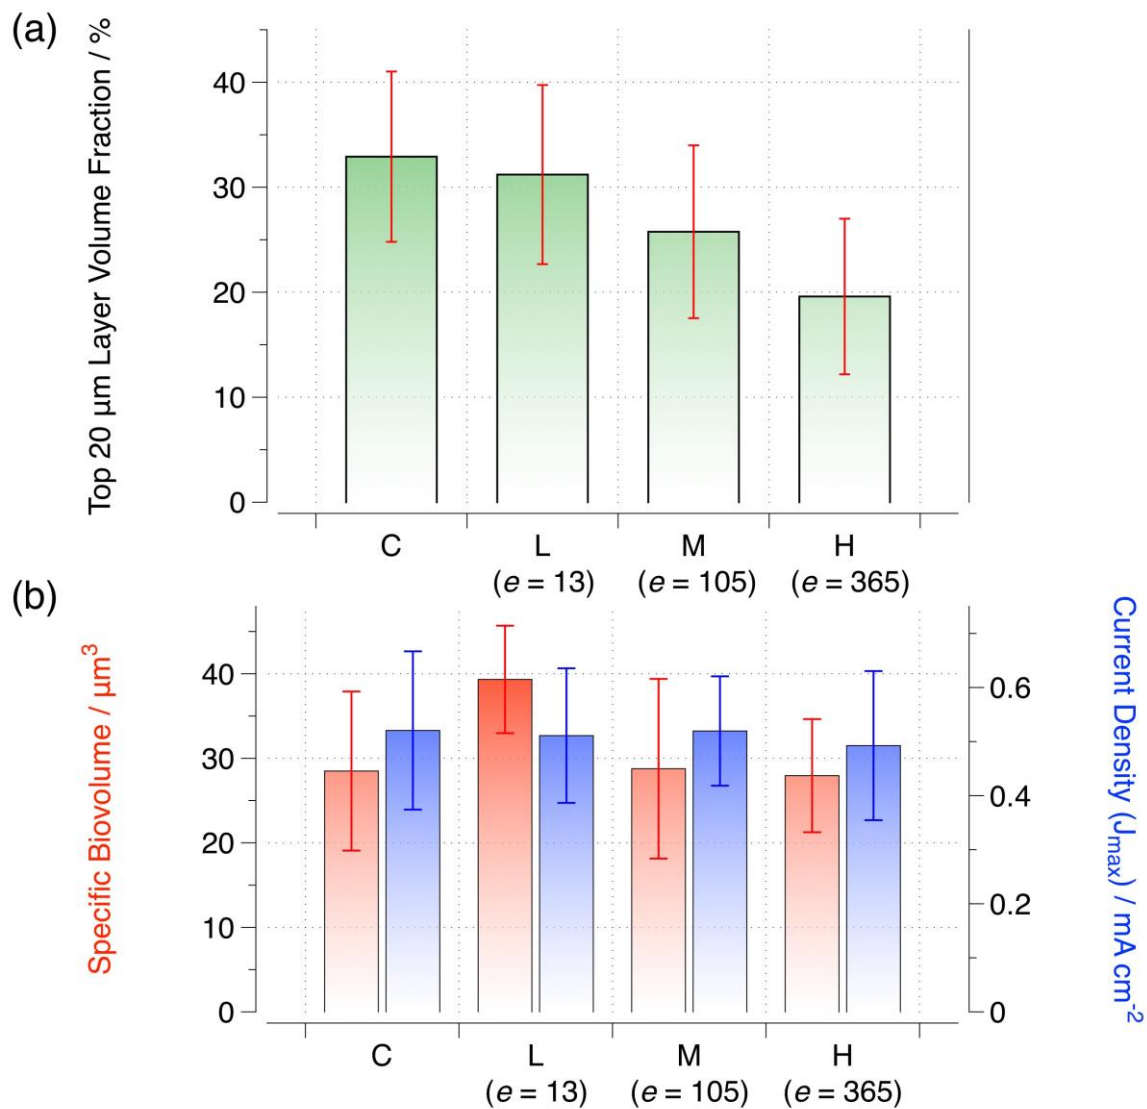 (a)
Top 20 µm Layer Volume Fraction / %
40
30
20
10
0
C L M H
(e = 13) (e = 105) (e = 365)
(b)
Specific Biovolume / µm³
40
30
20
10
0
Current Density (Jmax) / mA cm⁻²
0.6
0.4
0.2
0
C L M H
(e = 13) (e = 105) (e = 365)